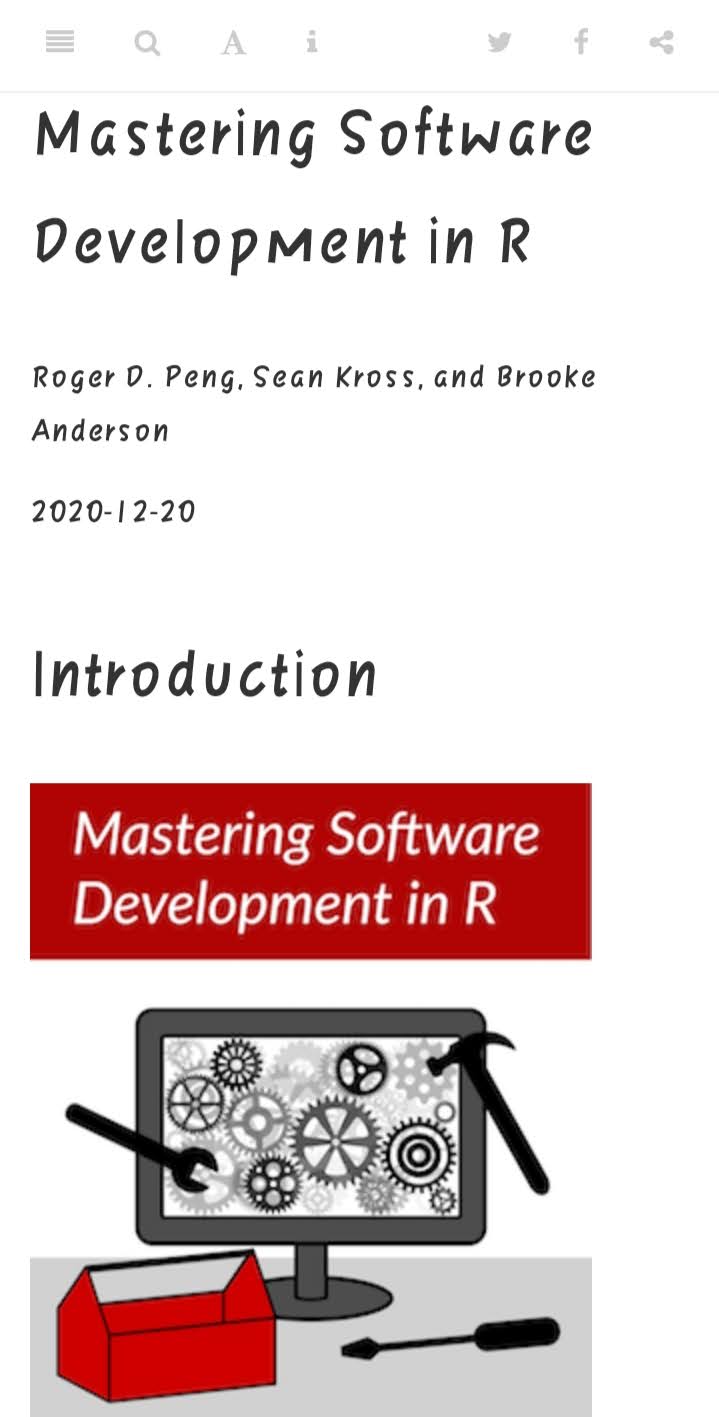 Mastering Software
Development in R
Roger D. Peng, Sean Kross, and Brooke
Anderson
2020-12-20
Introduction
Mastering Software
Development in R